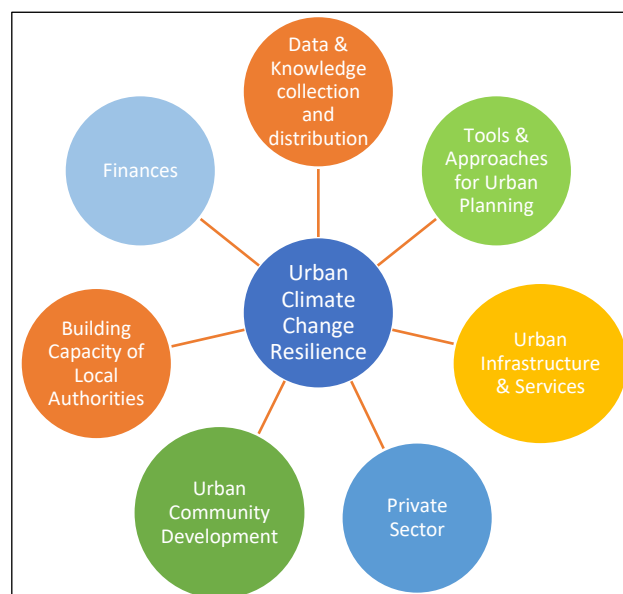 Data &
Knowledge
collection
and
distribution
Tools &
Approaches
for Urban
Planning
Urban
Infrastructure
& Services
Private
Sector
Urban
Community
Development
Building
Capacity of
Local
Authorities
Finances
Urban
Climate
Change
Resilience